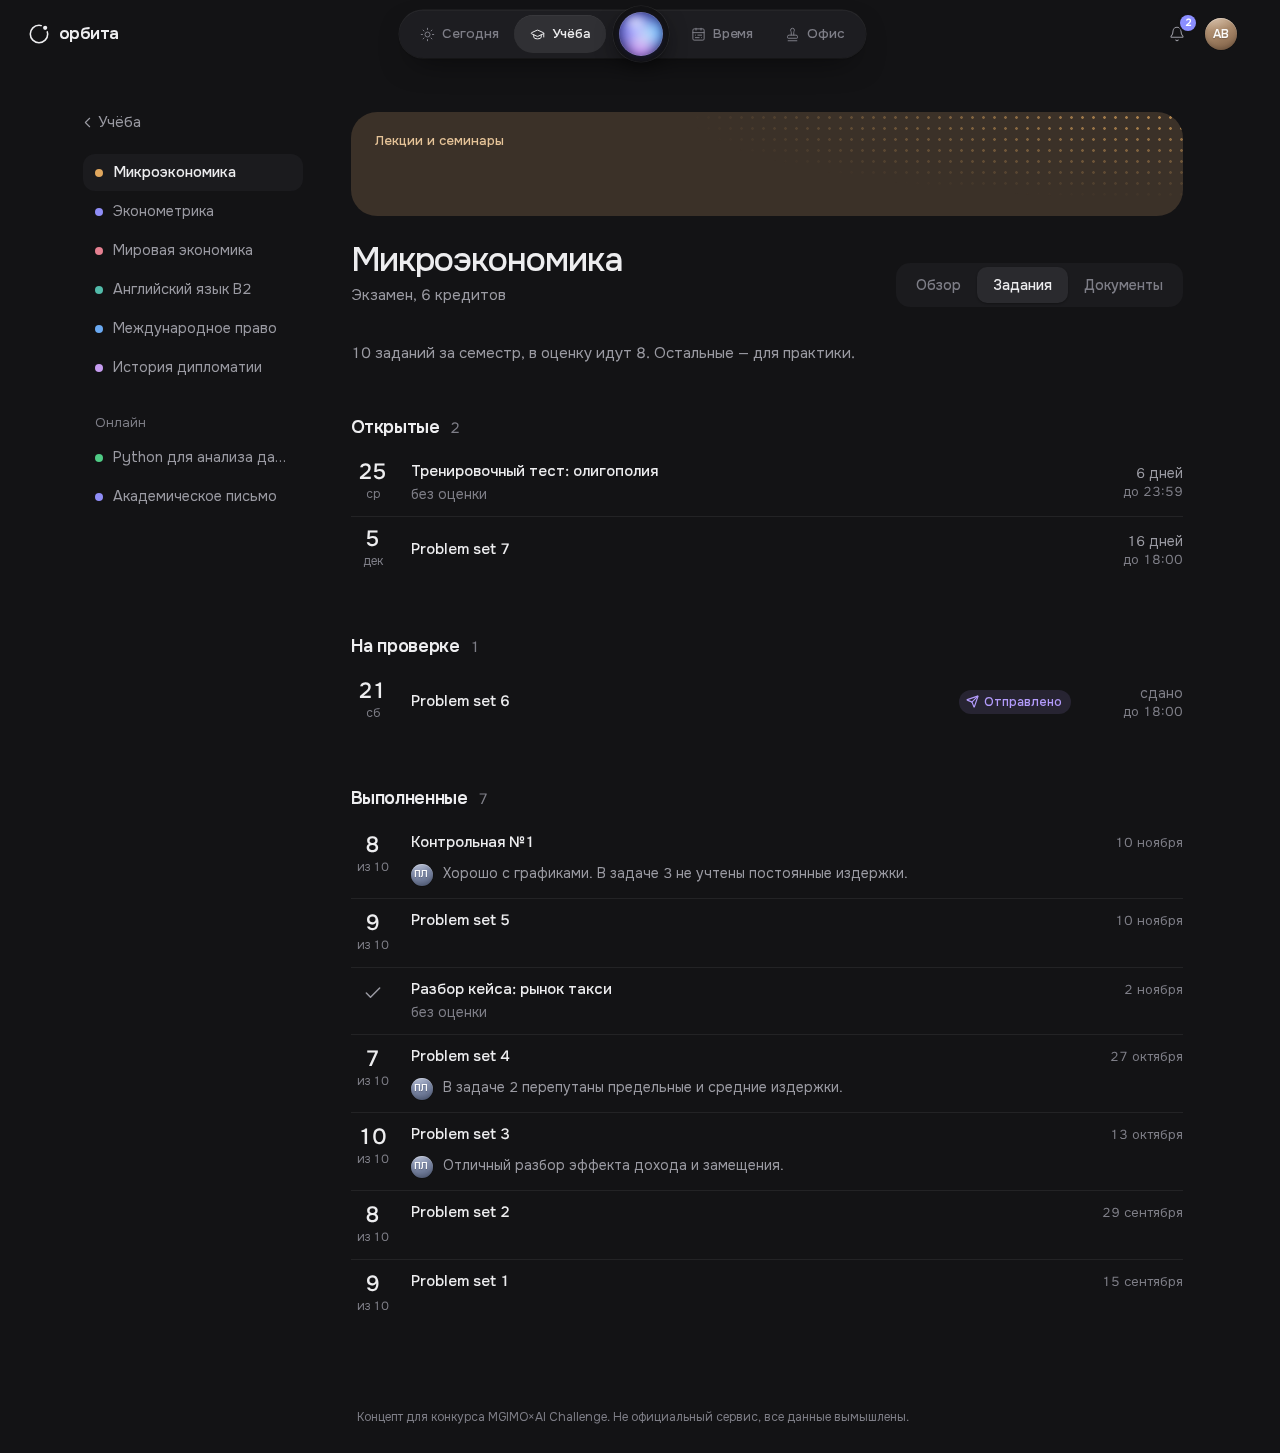 орбита
Сегодня
Учёба
Время
Офис
2
АВ
Учёба
Микроэкономика
Эконометрика
Мировая экономика
Английский язык B2
Международное право
История дипломатии
Онлайн
Python для анализа да...
Академическое письмо
Лекции и семинары
Микроэкономика
Экзамен, 6 кредитов
Обзор
Задания
Документы
10 заданий за семестр, в оценку идут 8. Остальные — для практики.
Открытые 2
25
ср
Тренировочный тест: олигополия
без оценки
6 дней
до 23:59
5
дек
Problem set 7
16 дней
до 18:00
На проверке 1
21
сб
Problem set 6
Отправлено
сдано
до 18:00
Выполненные 7
8
из 10
Контрольная №1
10 ноября
ПЛ
Хорошо с графиками. В задаче 3 не учтены постоянные издержки.
9
из 10
Problem set 5
10 ноября
Разбор кейса: рынок такси
без оценки
2 ноября
7
из 10
Problem set 4
27 октября
ПЛ
В задаче 2 перепутаны предельные и средние издержки.
10
из 10
Problem set 3
13 октября
ПЛ
Отличный разбор эффекта дохода и замещения.
8
из 10
Problem set 2
29 сентября
9
из 10
Problem set 1
15 сентября
Концепт для конкурса MGIMO×AI Challenge. Не официальный сервис, все данные вымышлены.